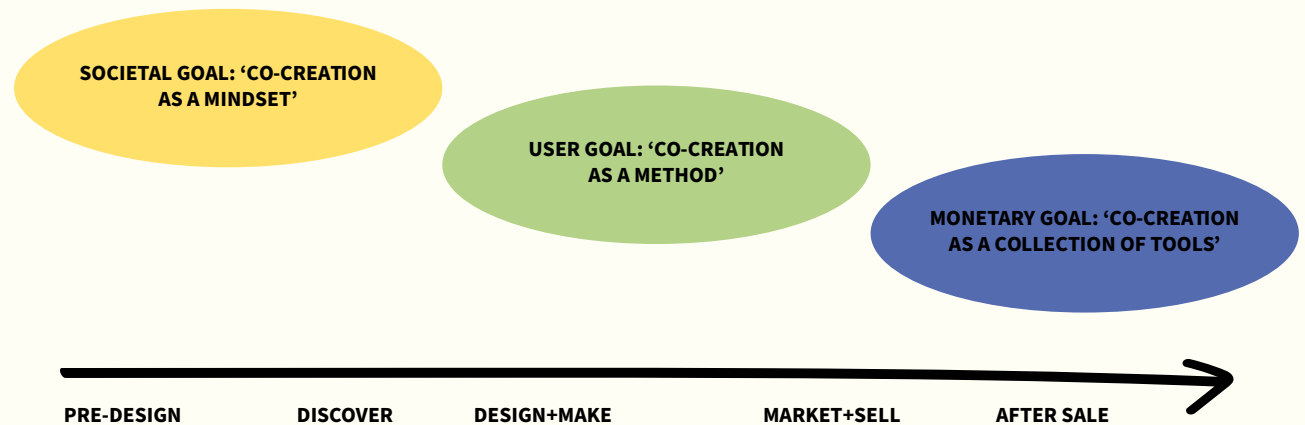 SOCIETAL GOAL: ‘CO-CREATION
AS A MINDSET’
USER GOAL: ‘CO-CREATION
AS A METHOD’
MONETARY GOAL: ‘CO-CREATION
AS A COLLECTION OF TOOLS’
PRE-DESIGN DISCOVER DESIGN+MAKE MARKET+SELL AFTER SALE